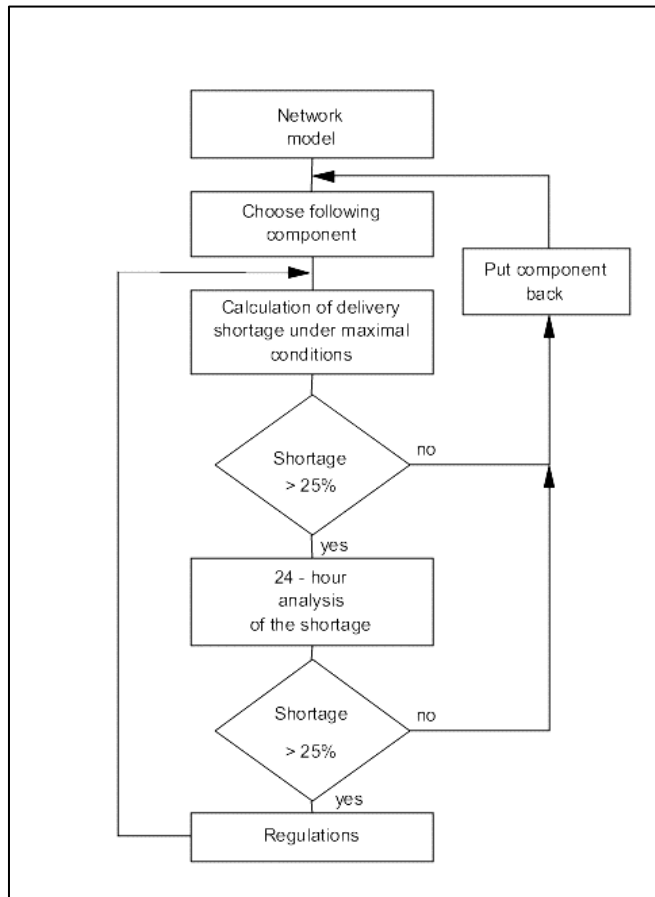 Network
model
Choose following
component
Put component
back
Calculation of delivery
shortage under maximal
conditions
Shortage
> 25%
no
yes
24 - hour
analysis
of the shortage
Shortage
> 25%
no
yes
Regulations